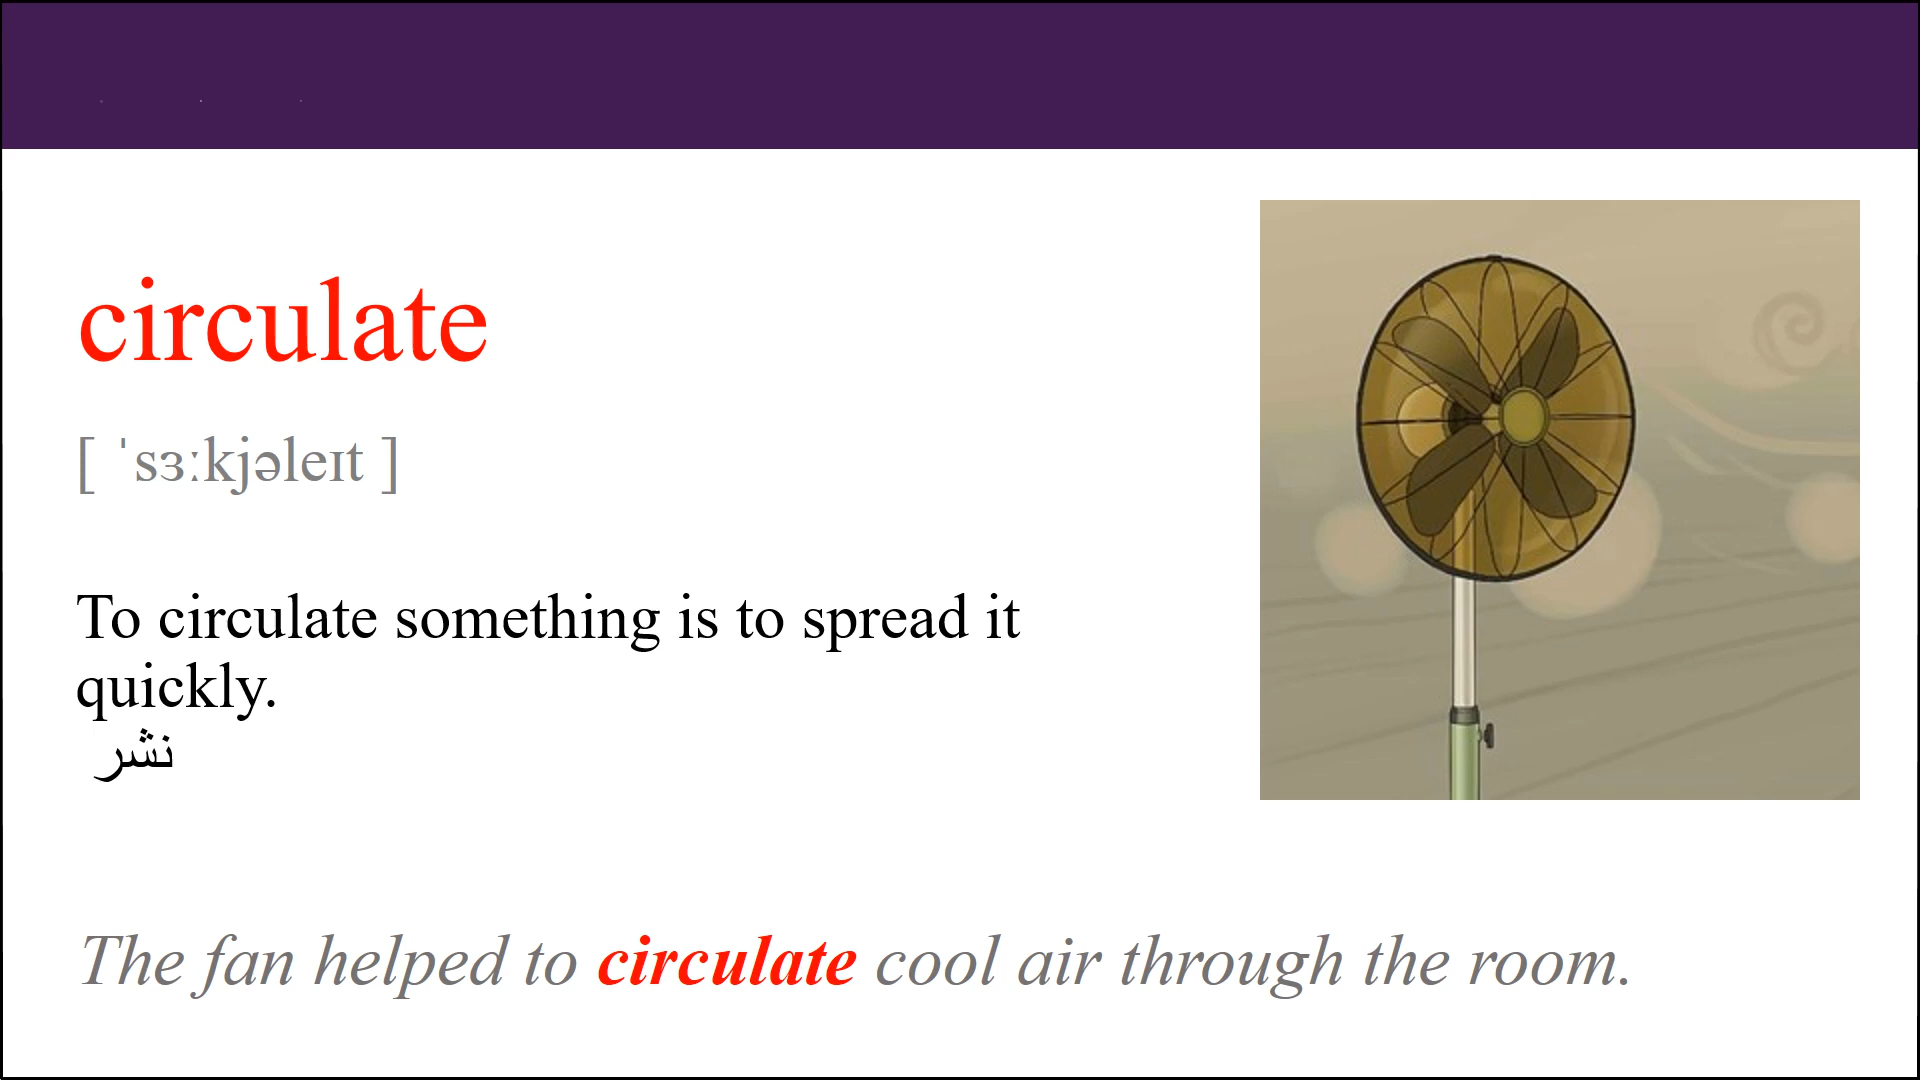 circulate
[ ˈsɜːkjəleɪt ]
To circulate something is to spread it
quickly.
نشر
The fan helped to circulate cool air through the room.